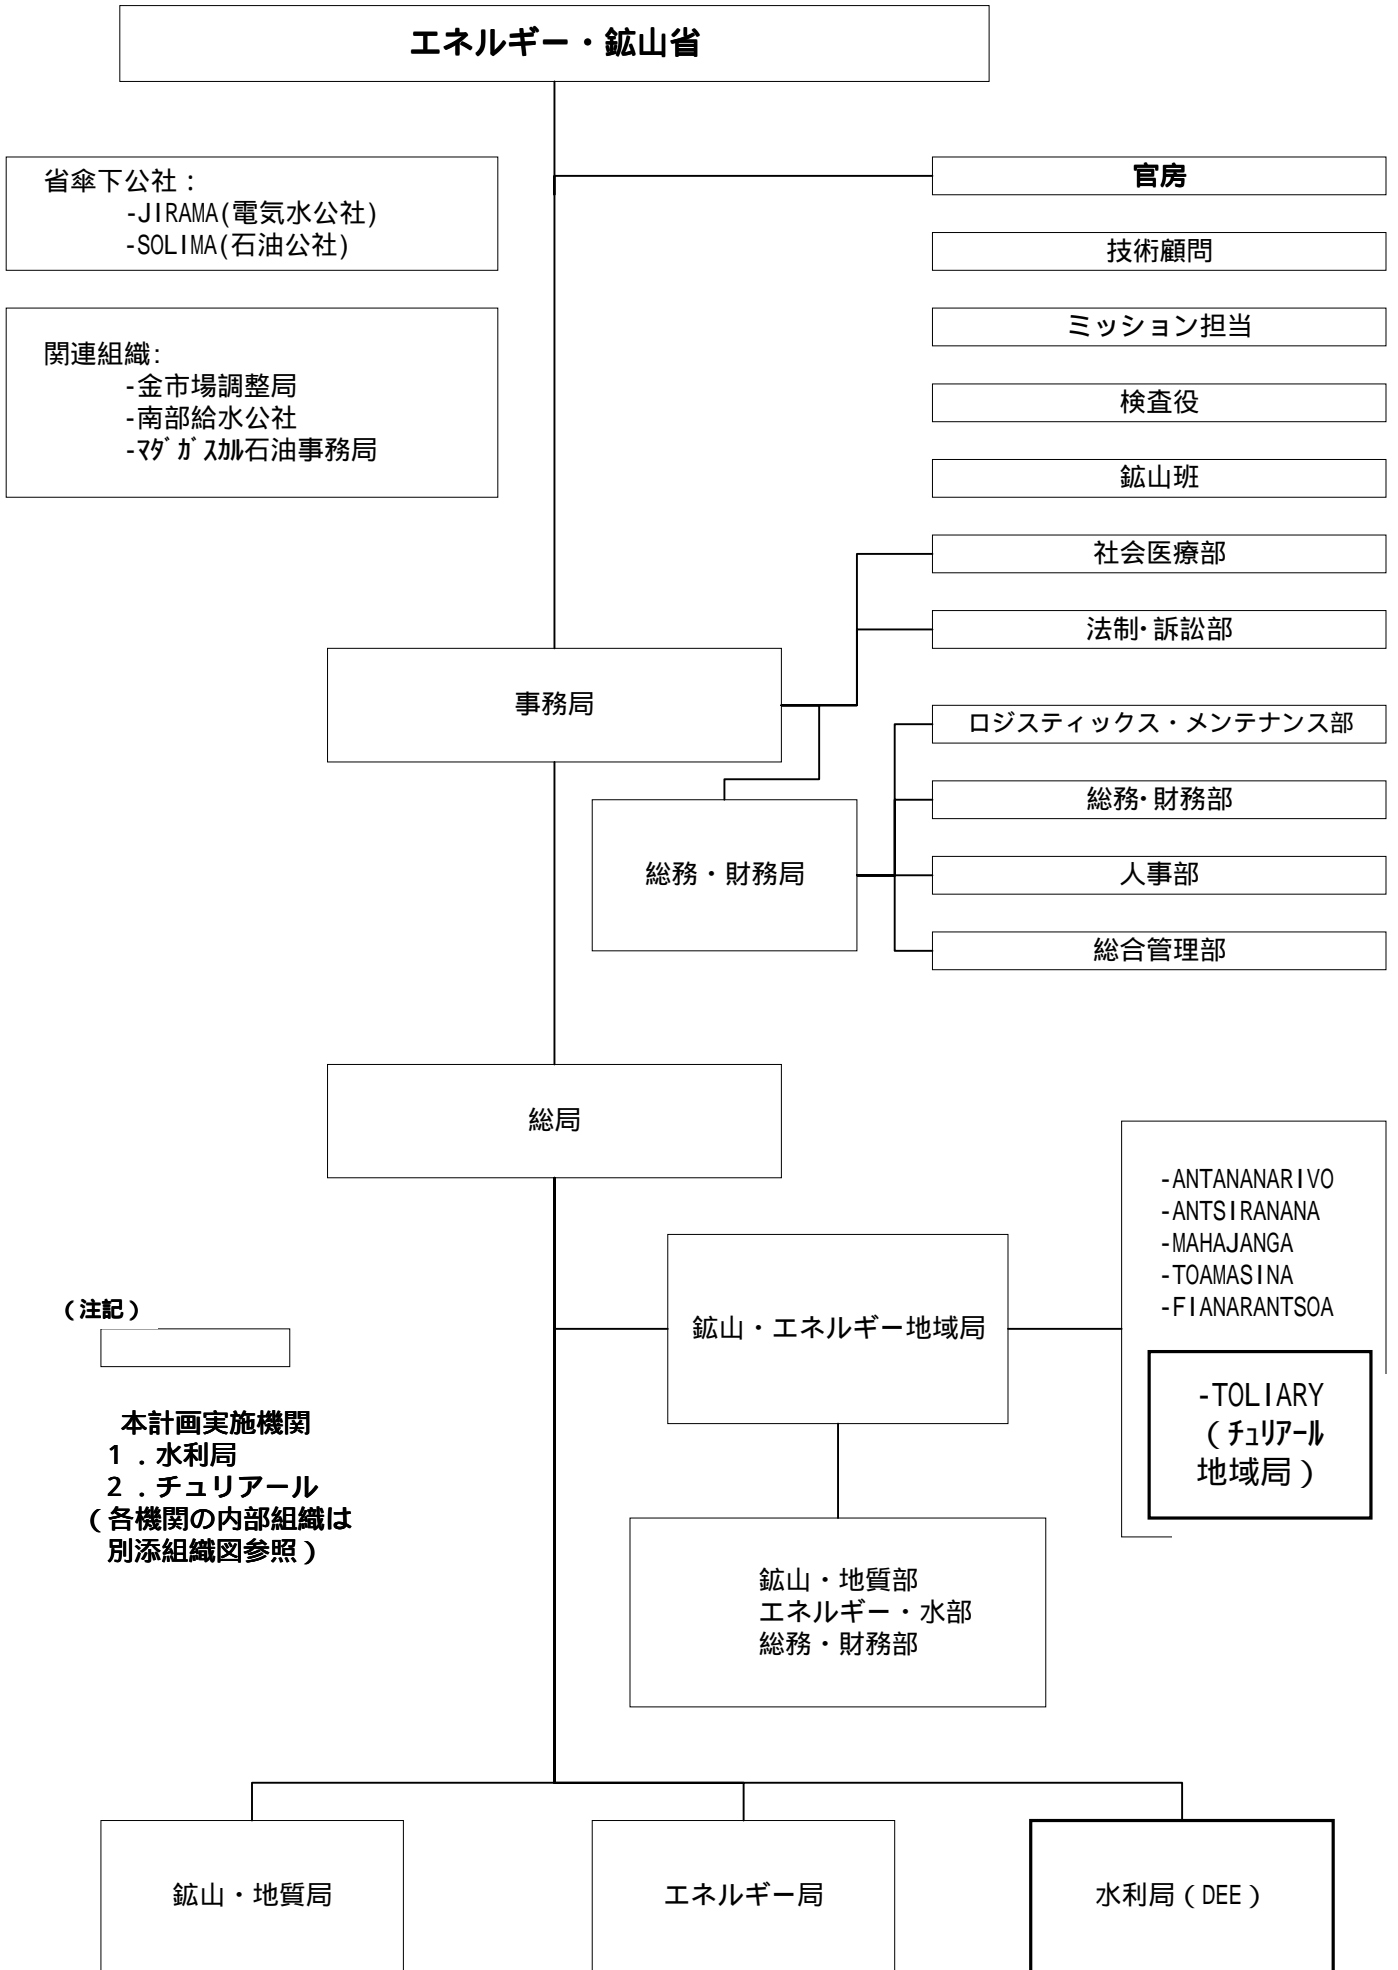 エネルギー・鉱山省
省傘下公社：
-JIRAMA(電気水公社)
-SOLIMA(石油公社)
関連組織:
-金市場調整局
-南部給水公社
-ﾏﾀﾞｶﾞｽｶﾙ石油事務局
官房
技術顧問
ミッション担当
検査役
鉱山班
社会医療部
法制･訴訟部
事務局
ロジスティックス・メンテナンス部
総務･財務部
総務・財務局
人事部
総合管理部
総局
-ANTANANARIVO
-ANTSIRANANA
-MAHAJANGA
-TOAMASINA
-FIANARANTSOA
-TOLIARY
（ﾁｭﾘｱｰﾙ
地域局）
鉱山・エネルギー地域局
（注記）
本計画実施機関
１．水利局
２．チュリアール
（各機関の内部組織は
別添組織図参照）
鉱山・地質部
エネルギー・水部
総務・財務部
鉱山・地質局
エネルギー局
水利局（DEE）